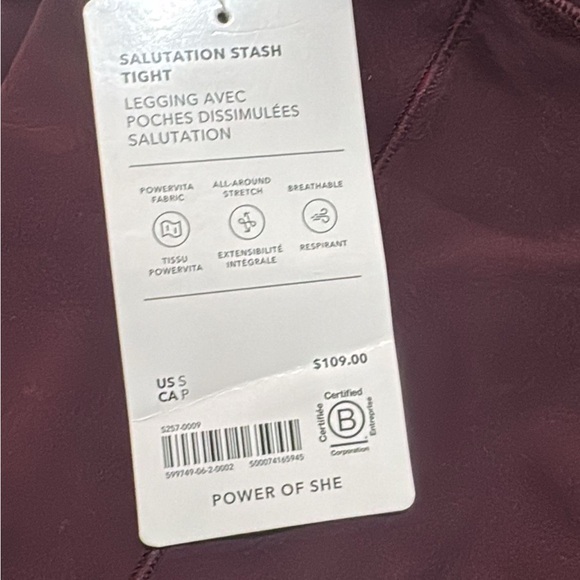 SALUTATION STASH
TIGHT
LEGGING AVEC
POCHES DISSIMULÉES
SALUTATION
POWERVITA
FABRIC
ALL-AROUND
STRETCH
BREATHABLE
TISSU
POWERVITA
EXTENSIBILITÉ
INTÉGRALE
RESPIRANT
$109.00
US S
CA P
S257-0009
599749-06-2-0002 500074165945
Certified
Certifiée
B
Entreprise
Corporation
POWER OF SHE